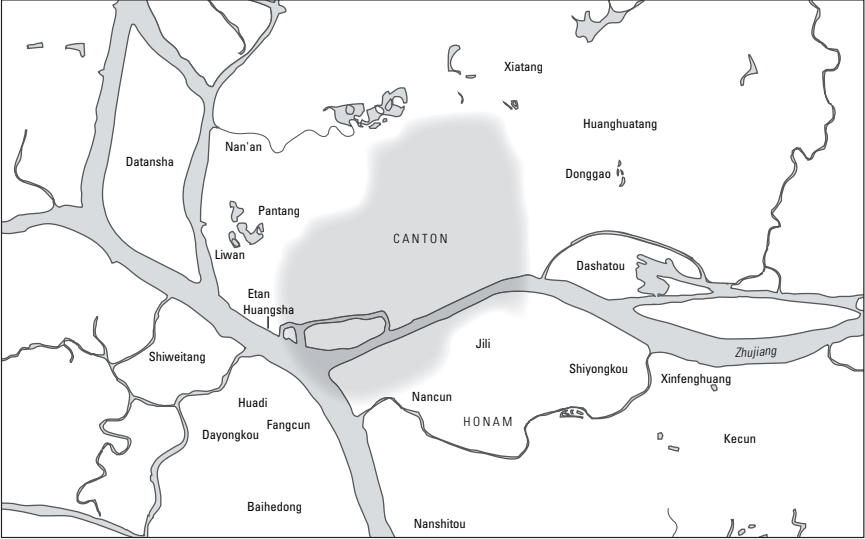 Xiatang
Huanghuatang
Nan'an
Datansha
Donggao
Pantang
CANTON
Liwan
Dashatou
Etan
Huangsha
Jili
Zhujiang
Shiweitang
Shiyongkou
Xinfenghuang
Nancun
Huadi
HONAM
Fangcun
Dayongkou
Kecun
Baihedong
Nanshitou